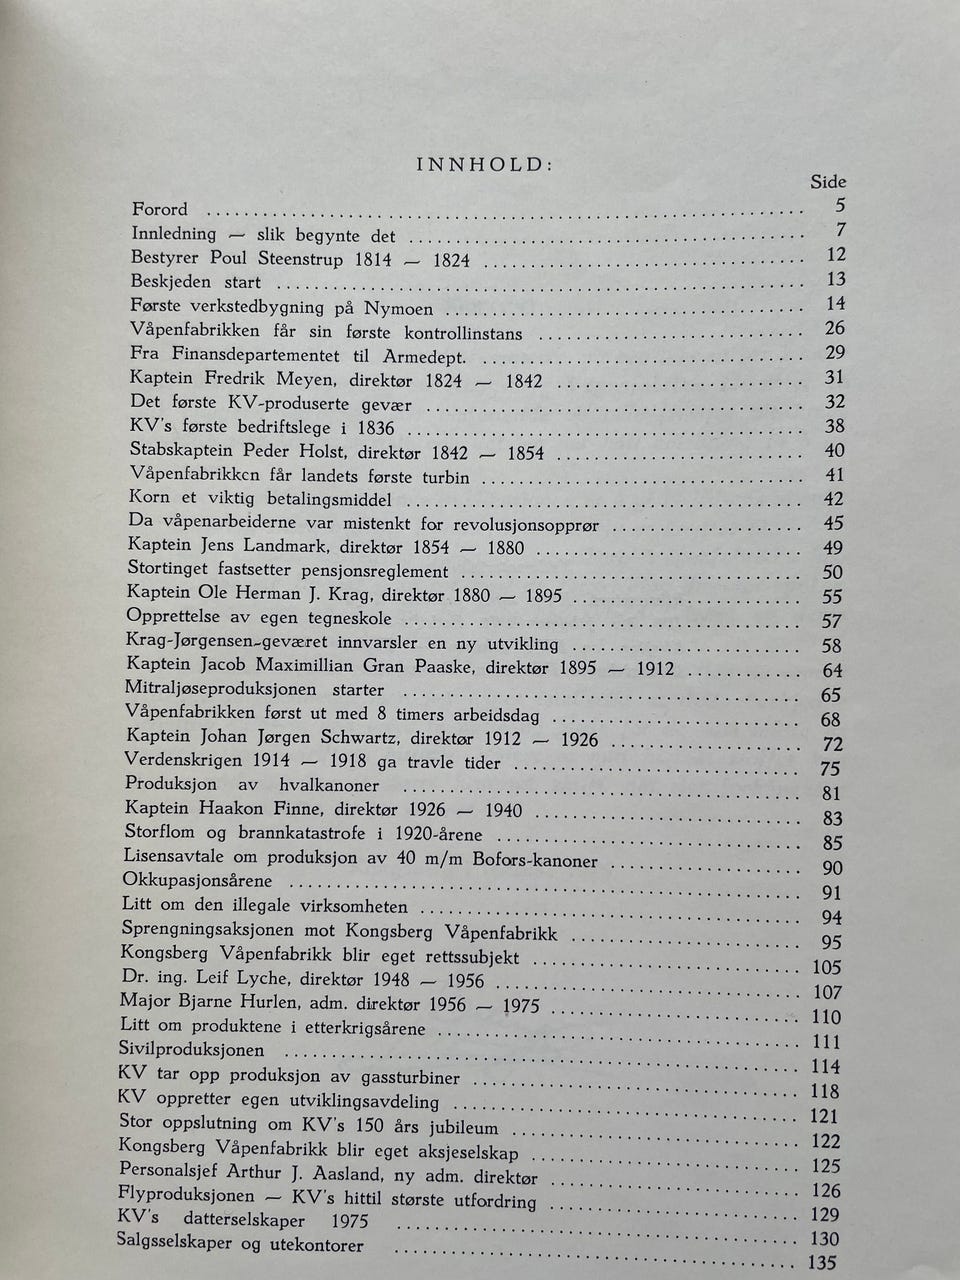 INNHOLD:
Side
Forord ........ 5
Innledning — slik begynte det ........ 7
Bestyrer Poul Steenstrup 1814 — 1824 ........ 12
Beskjeden start ........ 13
Første verkstedbygning på Nymoen ........ 14
Våpenfabrikken får sin første kontrollinstans ........ 26
Fra Finansdepartementet til Armedept. ........ 29
Kaptein Fredrik Meyen, direktør 1824 — 1842 ........ 31
Det første KV-produserte gevær ........ 32
KV's første bedriftslege i 1836 ........ 38
Stabskaptein Peder Holst, direktør 1842 — 1854 ........ 40
Våpenfabrikken får landets første turbin ........ 41
Korn et viktig betalingsmiddel ........ 42
Da våpenarbeiderne var mistenkt for revolusjonsopprør ........ 45
Kaptein Jens Landmark, direktør 1854 — 1880 ........ 49
Stortinget fastsetter pensjonsreglement ........ 50
Kaptein Ole Herman J. Krag, direktør 1880 — 1895 ........ 55
Opprettelse av egen tegneskole ........ 57
Krag-Jørgensen-geværet innvarsler en ny utvikling ........ 58
Kaptein Jacob Maximillian Gran Paaske, direktør 1895 — 1912 ........ 64
Mitraljøseproduksjonen starter ........ 65
Våpenfabrikken først ut med 8 timers arbeidsdag ........ 68
Kaptein Johan Jørgen Schwartz, direktør 1912 — 1926 ........ 72
Verdenskrigen 1914 — 1918 ga travle tider ........ 75
Produksjon av hvalkanoner ........ 81
Kaptein Haakon Finne, direktør 1926 — 1940 ........ 83
Storflom og brannkatastrofe i 1920-årene ........ 85
Lisensavtale om produksjon av 40 m/m Bofors-kanoner ........ 90
Okkupasjonsårene ........ 91
Litt om den illegale virksomheten ........ 94
Sprengningsaksjonen mot Kongsberg Våpenfabrikk ........ 95
Kongsberg Våpenfabrikk blir eget rettssubjekt ........ 105
Dr. ing. Leif Lyche, direktør 1948 — 1956 ........ 107
Major Bjarne Hurlen, adm. direktør 1956 — 1975 ........ 110
Litt om produktene i etterkrigsårene ........ 111
Sivilproduksjonen ........ 114
KV tar opp produksjon av gassturbiner ........ 118
KV oppretter egen utviklingsavdeling ........ 121
Stor oppslutning om KV's 150 års jubileum ........ 122
Kongsberg Våpenfabrikk blir eget aksjeselskap ........ 125
Personalsjef Arthur J. Aasland, ny adm. direktør ........ 126
Flyproduksjonen — KV's hittil største utfordring ........ 129
KV's datterselskaper 1975 ........ 130
Salgsselskaper og utekontorer ........ 135